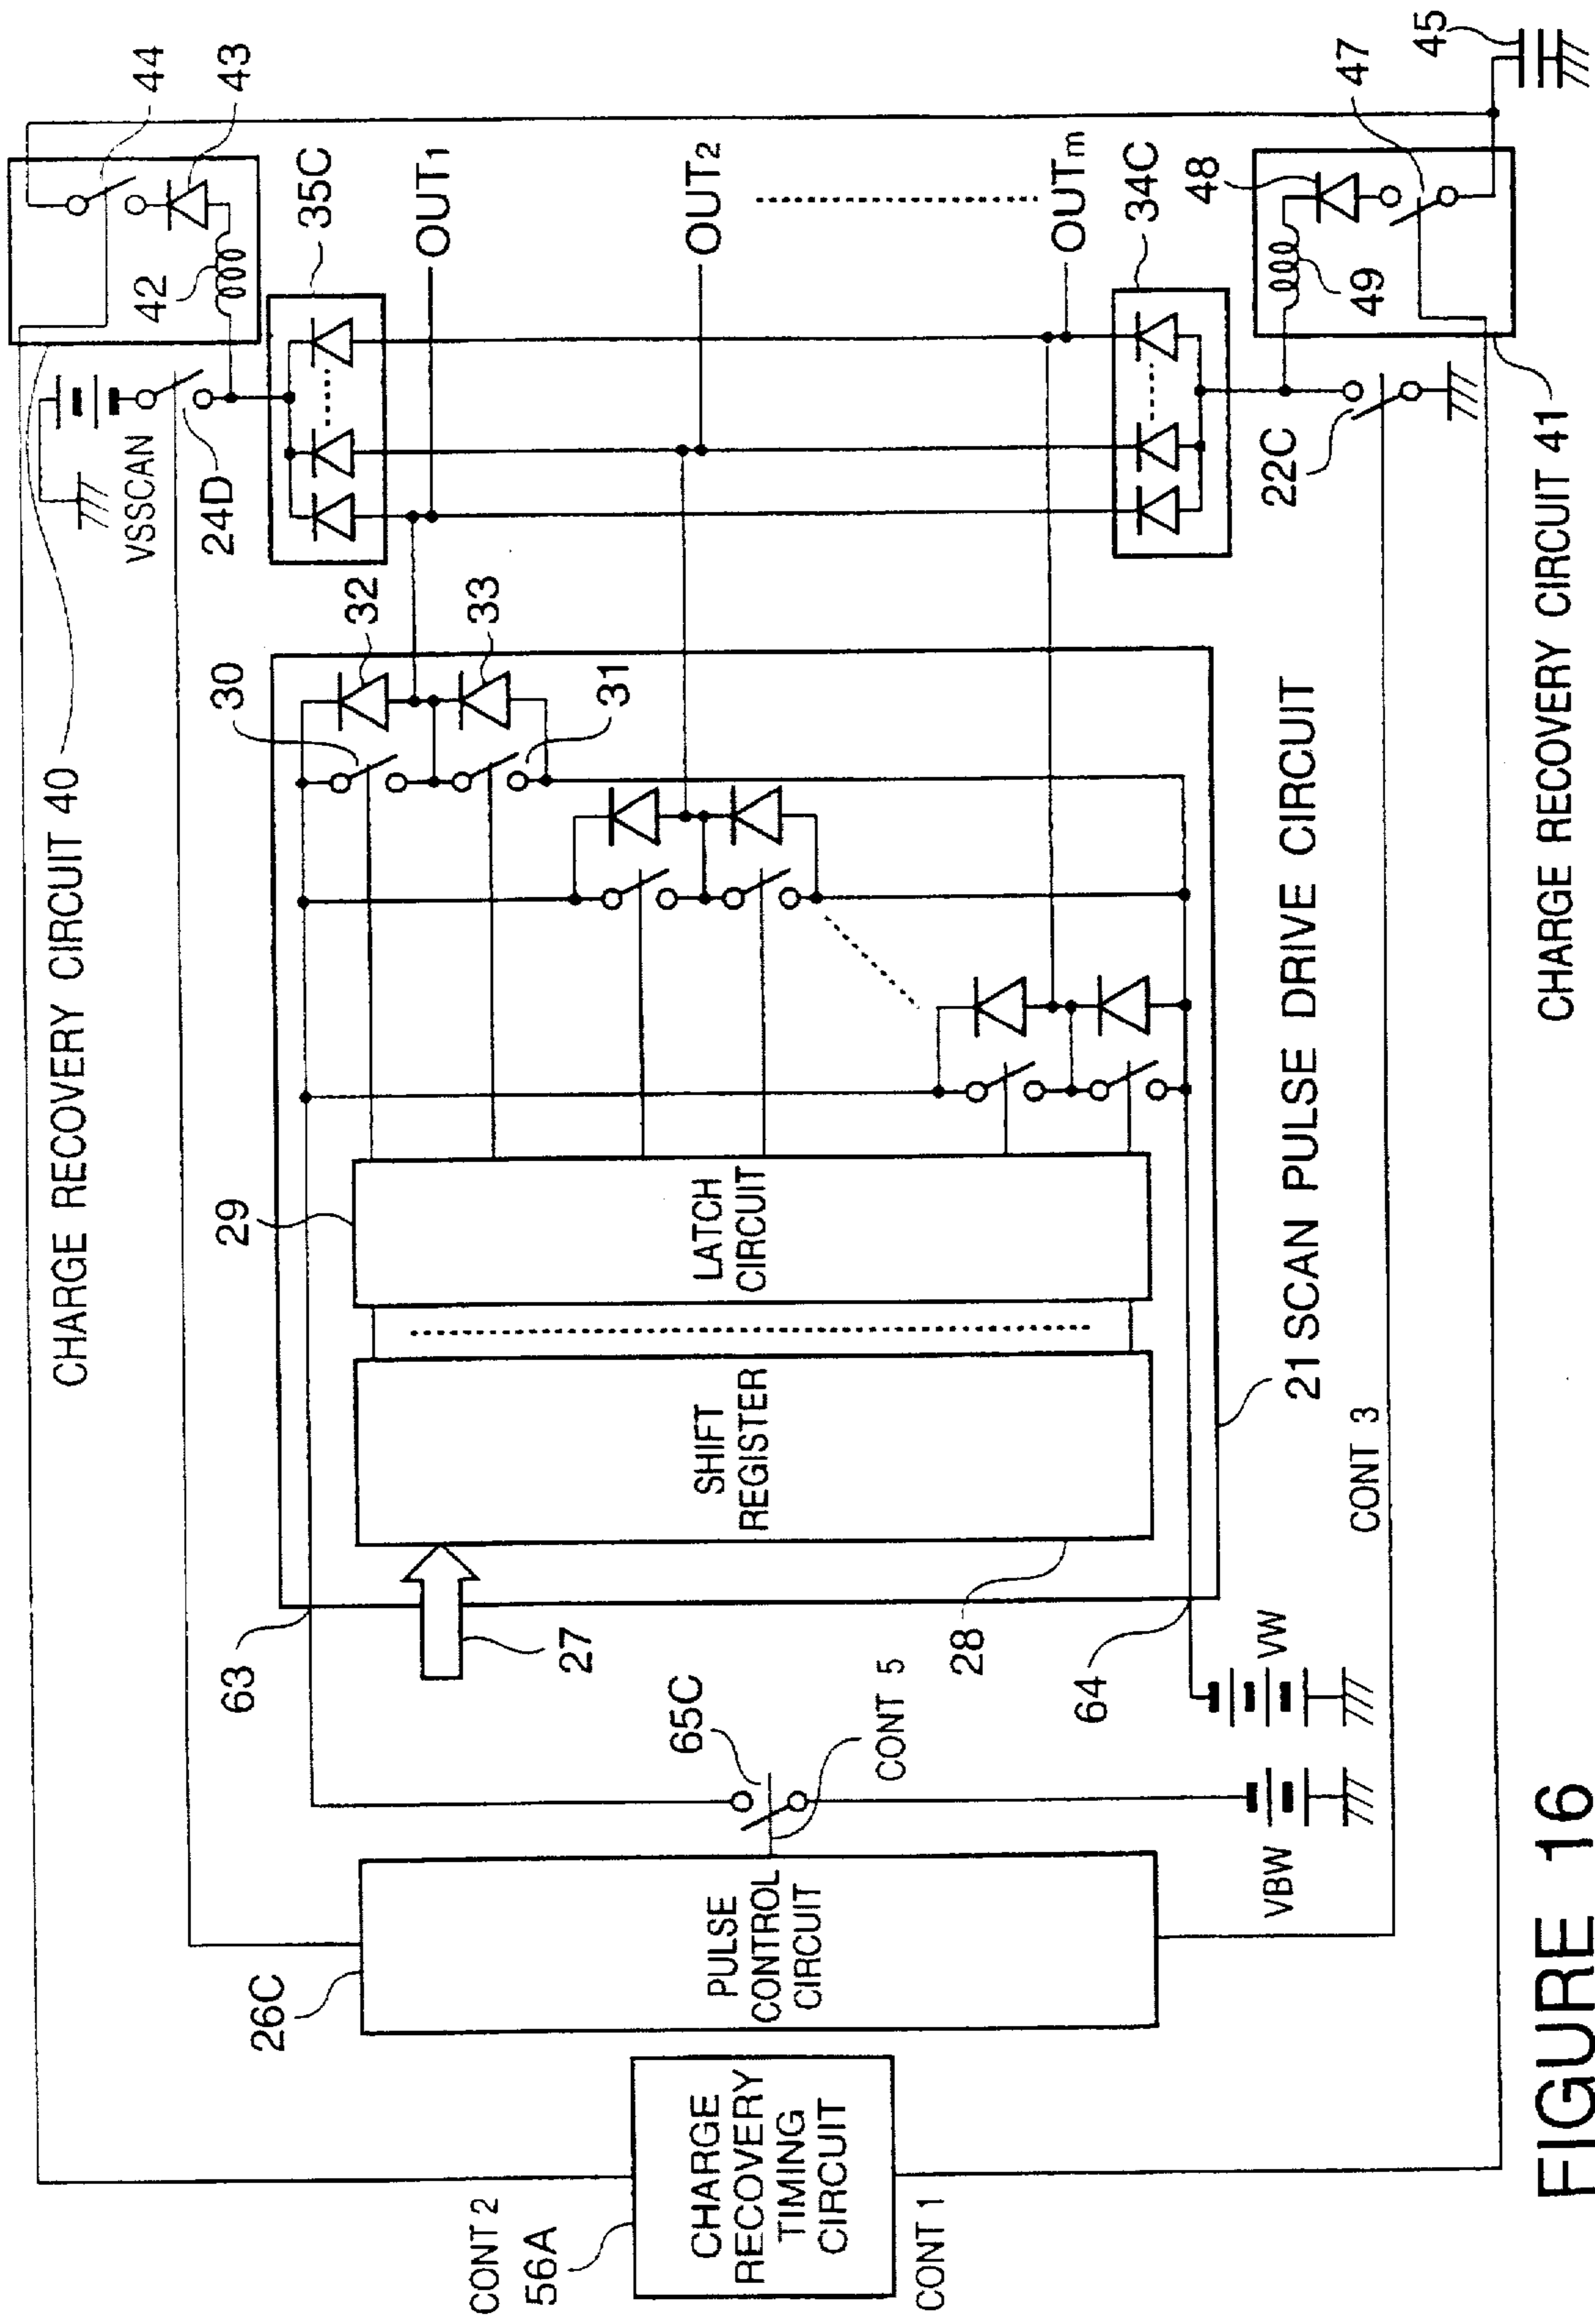 CHARGE RECOVERY CIRCUIT 40
44
43
42
VSSCAN
24D
35C
OUT1
OUT2
OUTm
34C
48
47
45
49
22C
CHARGE RECOVERY CIRCUIT 41
30
32
33
31
29
LATCH
CIRCUIT
SHIFT
REGISTER
28
27
63
64
21 SCAN PULSE DRIVE CIRCUIT
CONT 3
65C
CONT 5
VW
VBW
26C
PULSE
CONTROL
CIRCUIT
CONT 2
56A
CHARGE
RECOVERY
TIMING
CIRCUIT
CONT 1
FIGURE 16